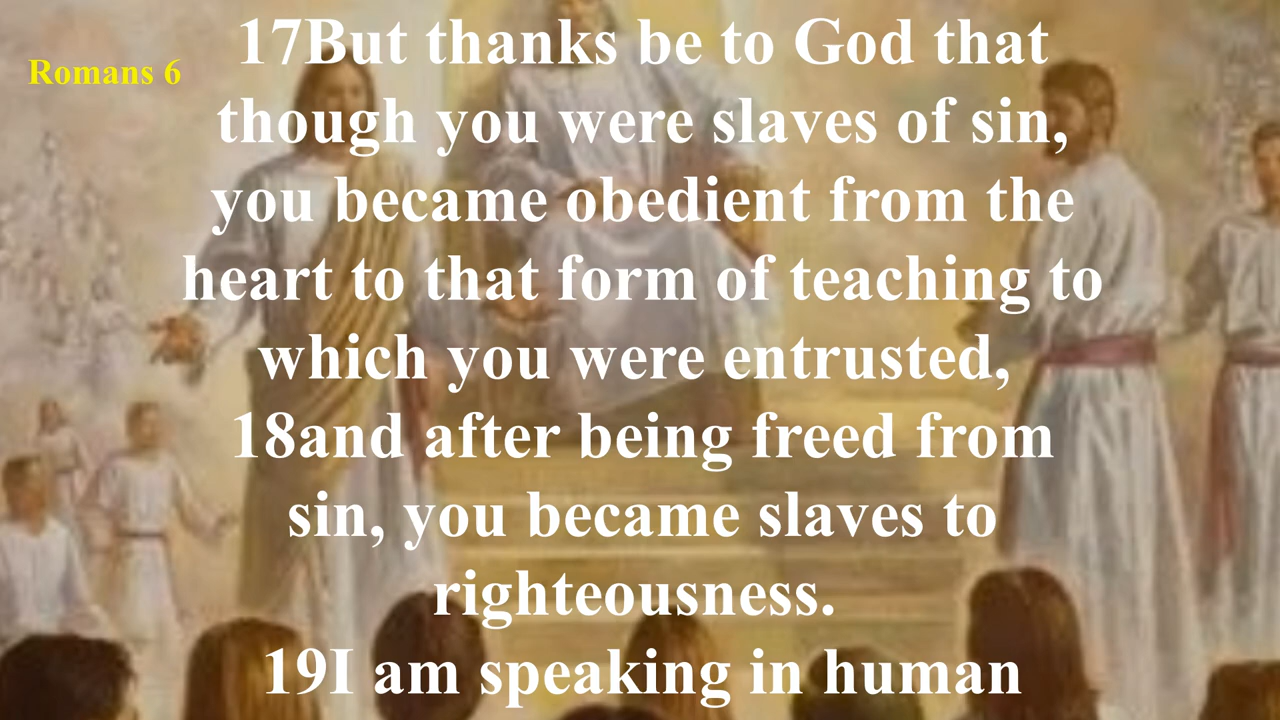 Romans 6
17But thanks be to God that
though you were slaves of sin,
you became obedient from the
heart to that form of teaching to
which you were entrusted,
18and after being freed from
sin, you became slaves to
righteousness.
19I am speaking in human